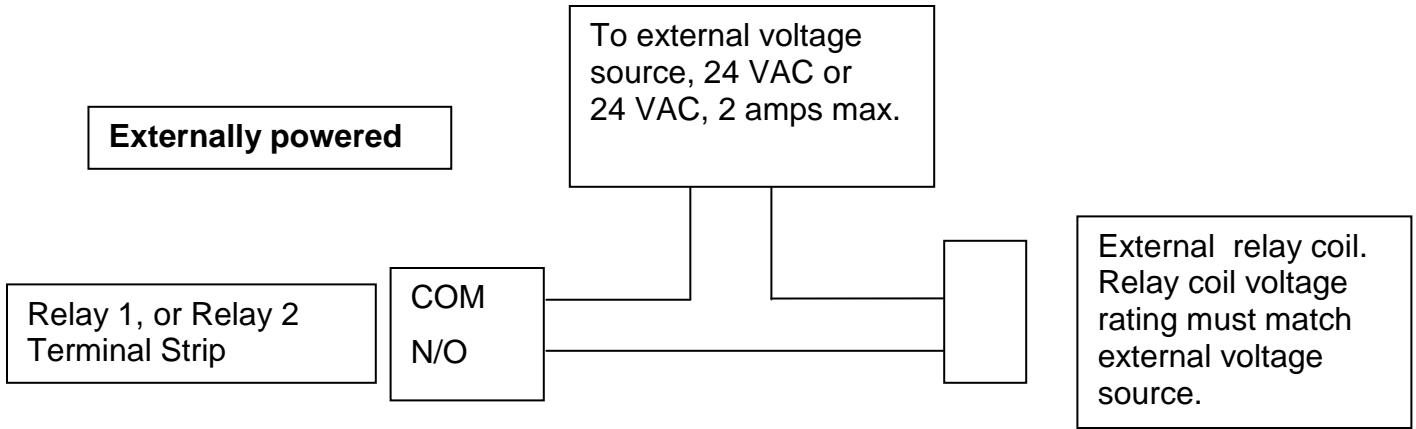 To external voltage
source, 24 VAC or
24 VAC, 2 amps max.
Externally powered
Relay 1, or Relay 2
Terminal Strip
COM
N/O
External relay coil.
Relay coil voltage
rating must match
external voltage
source.